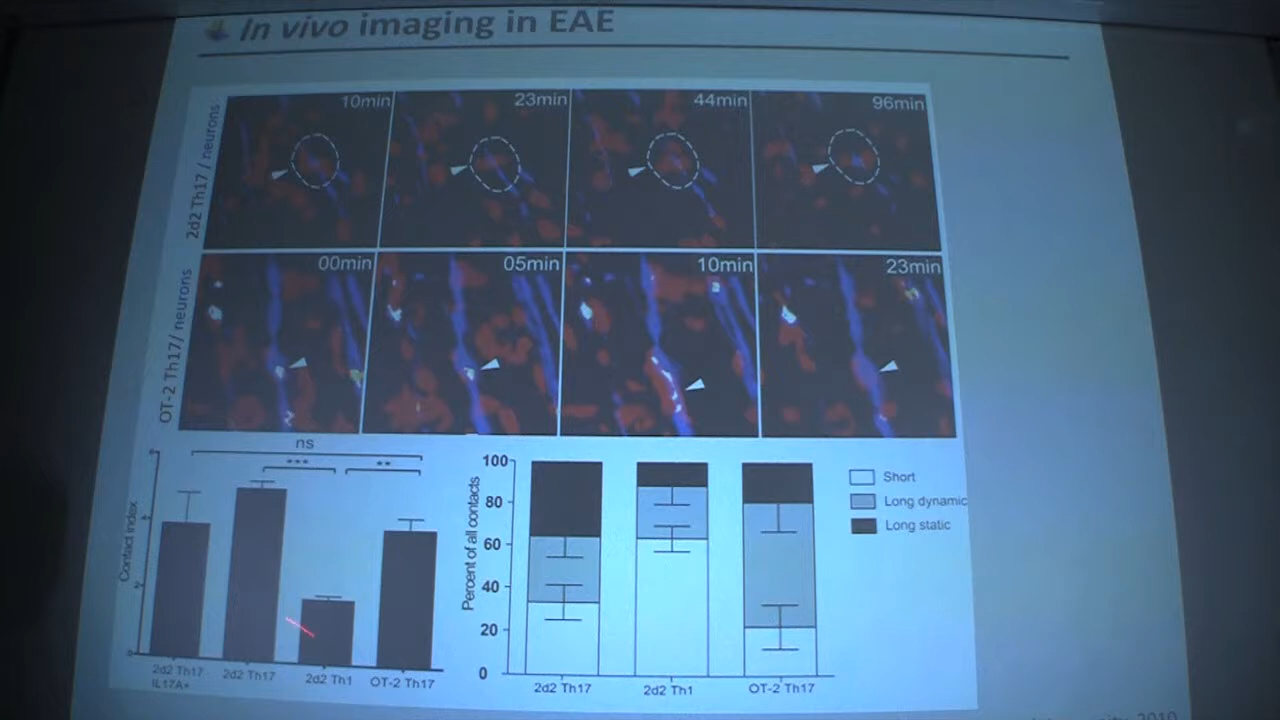 In vivo imaging in EAE
2d2 Th17 / neurons
10min
23min
44min
96min
OT-2 Th17/ neurons
00min
05min
10min
23min
Contact index
ns
***
**
2d2 Th17
IL17A+
2d2 Th17
2d2 Th1
OT-2 Th17
Percent of all contacts
100
80
60
40
20
0
2d2 Th17
2d2 Th1
OT-2 Th17
Short
Long dynamic
Long static
2010